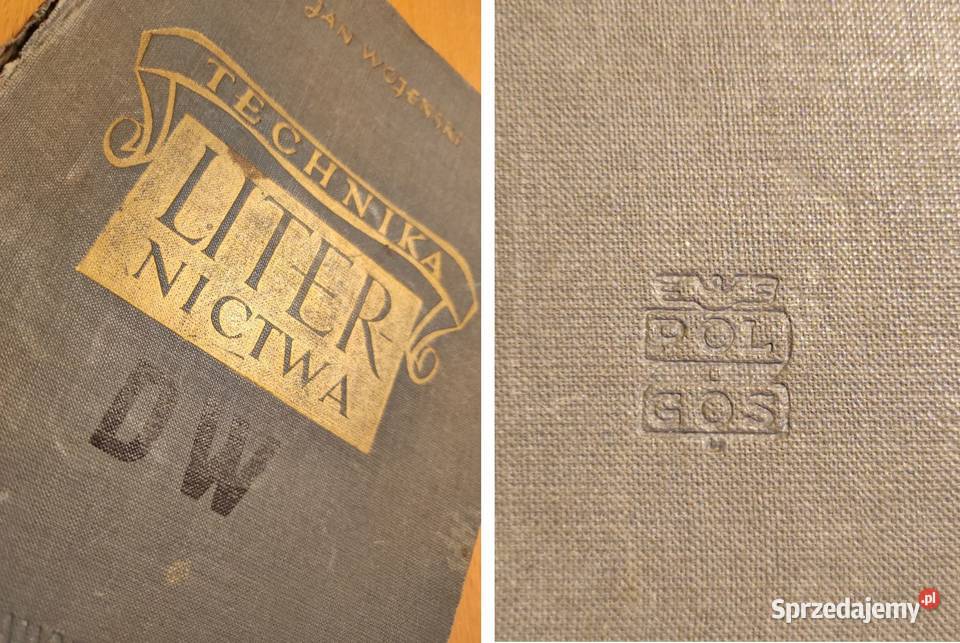 JAN WOJEŃSKI
TECHNIKA
LITER-
NICTWA
DW
POL
GOS
Sprzedajemy.pl